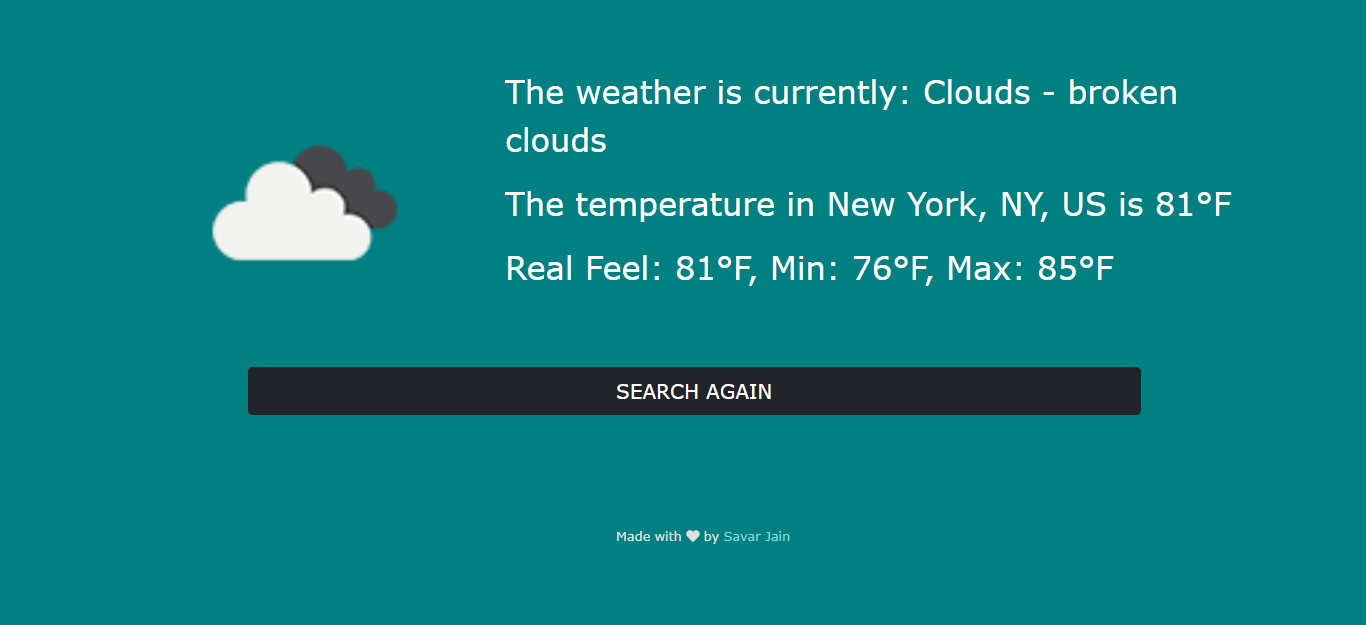 The weather is currently: Clouds - broken
clouds
The temperature in New York, NY, US is 81°F
Real Feel: 81°F, Min: 76°F, Max: 85°F
SEARCH AGAIN
Made with ♥ by Savar Jain